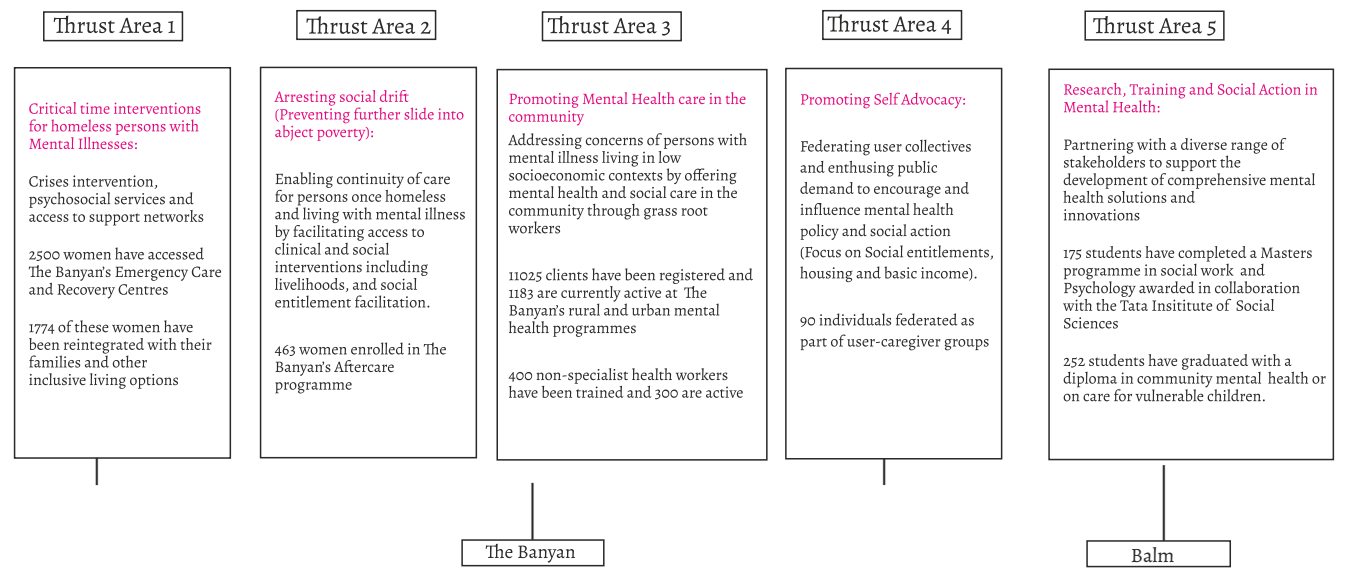 Thrust Area 1
Critical time interventions
for homeless persons with
Mental Illnesses:
Crises intervention,
psychosocial services and
access to support networks
2500 women have accessed
The Banyan's Emergency Care
and Recovery Centres
1774 of these women have
been reintegrated with their
families and other
inclusive living options
Thrust Area 2
Arresting social drift
(Preventing further slide into
abject poverty):
Enabling continuity of care
for persons once homeless
and living with mental illness
by facilitating access to
clinical and social
interventions including
livelihoods, and social
entitlement facilitation.
463 women enrolled in The
Banyan's Aftercare
programme
Thrust Area 3
Promoting Mental Health care in the
community
Addressing concerns of persons with
mental illness living in low
socioeconomic contexts by offering
mental health and social care in the
community through grass root
workers
11025 clients have been registered and
1183 are currently active at The
Banyan's rural and urban mental
health programmes
400 non-specialist health workers
have been trained and 300 are active
Thrust Area 4
Promoting Self Advocacy:
Federating user collectives
and enthusing public
demand to encourage and
influence mental health
policy and social action
(Focus on Social entitlements,
housing and basic income).
90 individuals federated as
part of user-caregiver groups
Thrust Area 5
Research, Training and Social Action in
Mental Health:
Partnering with a diverse range of
stakeholders to support the
development of comprehensive mental
health solutions and
innovations
175 students have completed a Masters
programme in social work and
Psychology awarded in collaboration
with the Tata Insititute of Social
Sciences
252 students have graduated with a
diploma in community mental health or
on care for vulnerable children.
The Banyan
Balm